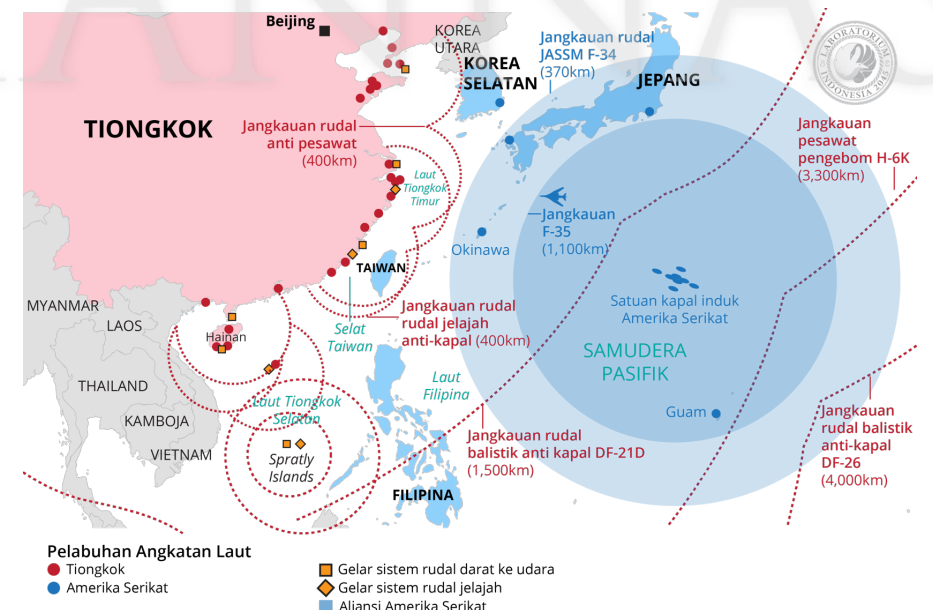 Beijing
KOREA
UTARA
KOREA
SELATAN
Jangkauan rudal
JASSM F-34
(370km)
JEPANG
LABORATORIUM
INDONESIA 2045
TIONGKOK
Jangkauan rudal
anti pesawat
(400km)
Jangkauan
pesawat
pengebom H-6K
(3,300km)
Laut
Tiongkok
Timur
Jangkauan
F-35
(1,100km)
Okinawa
TAIWAN
Satuan kapal induk
Amerika Serikat
MYANMAR
LAOS
Hainan
Selat
Taiwan
Jangkauan rudal
rudal jelajah
anti-kapal (400km)
SAMUDERA
PASIFIK
THAILAND
Laut
Filipina
Laut Tiongkok
Selatan
KAMBOJA
Guam
Jangkauan
rudal balistik
anti-kapal
DF-26
(4,000km)
VIETNAM
Spratly
Islands
Jangkauan rudal
balistik anti kapal DF-21D
(1,500km)
FILIPINA
Pelabuhan Angkatan Laut
Tiongkok
Amerika Serikat
Gelar sistem rudal darat ke udara
Gelar sistem rudal jelajah
Aliansi Amerika Serikat